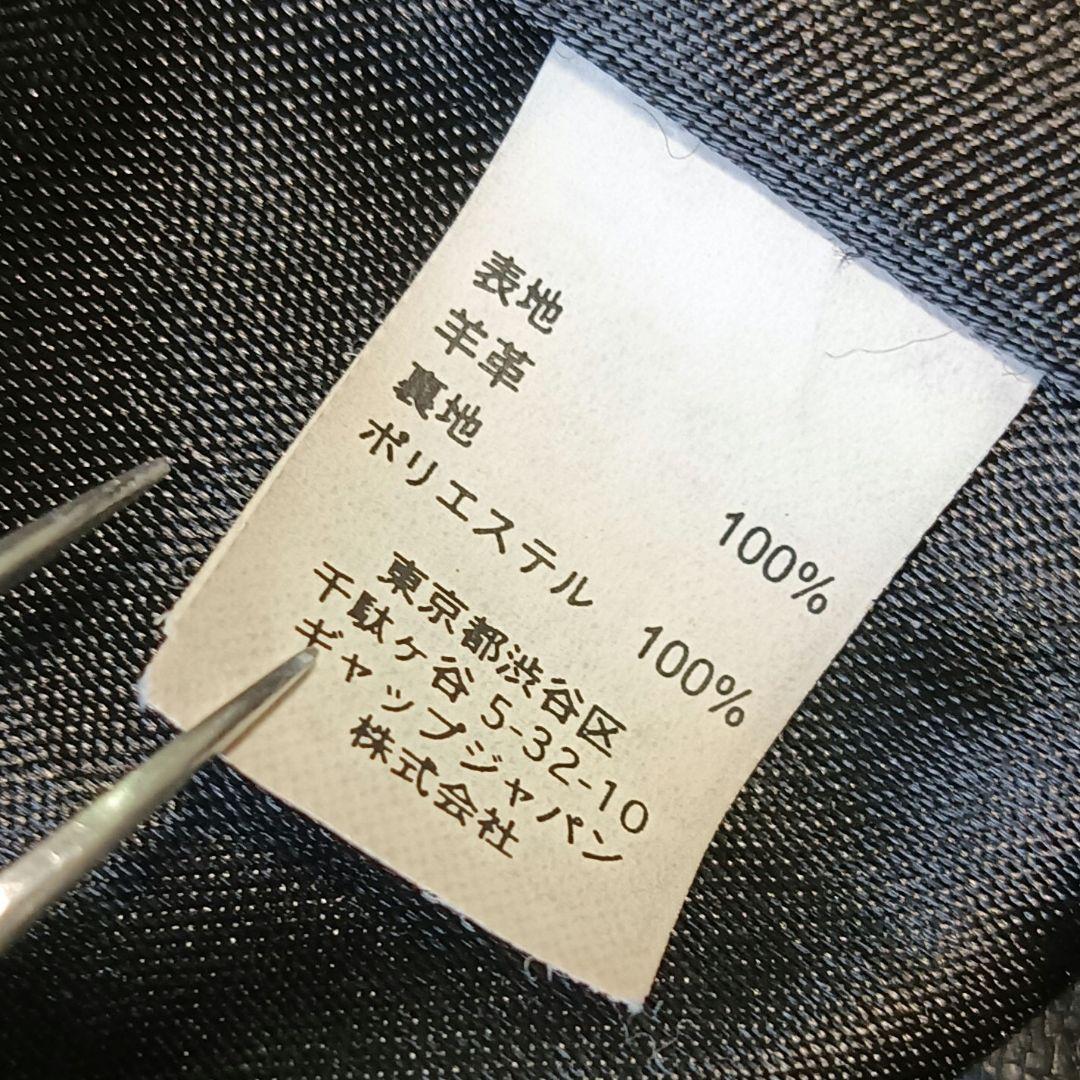 表地
羊革 100%
裏地
ポリエステル 100%
東京都渋谷区
千駄ヶ谷 5-32-10
ギャップジャパン
株式会社